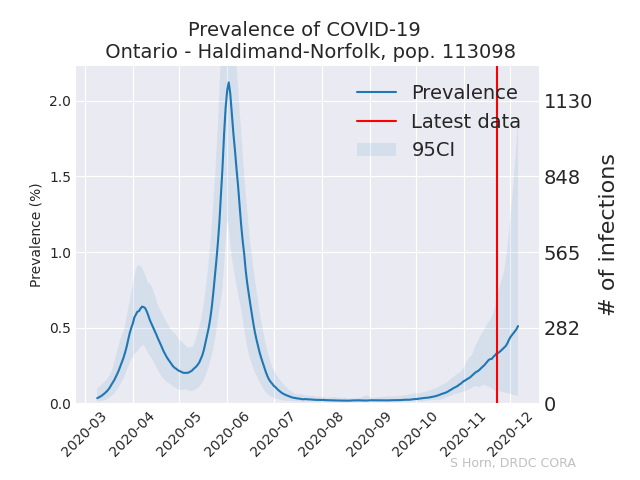 Prevalence of COVID-19
Ontario - Haldimand-Norfolk, pop. 113098
Prevalence
Latest data
95CI
2.0
1.5
1.0
0.5
0.0
Prevalence (%)
1130
848
565
282
0
# of infections
2020-03
2020-04
2020-05
2020-06
2020-07
2020-08
2020-09
2020-10
2020-11
2020-12
S Horn, DRDC CORA